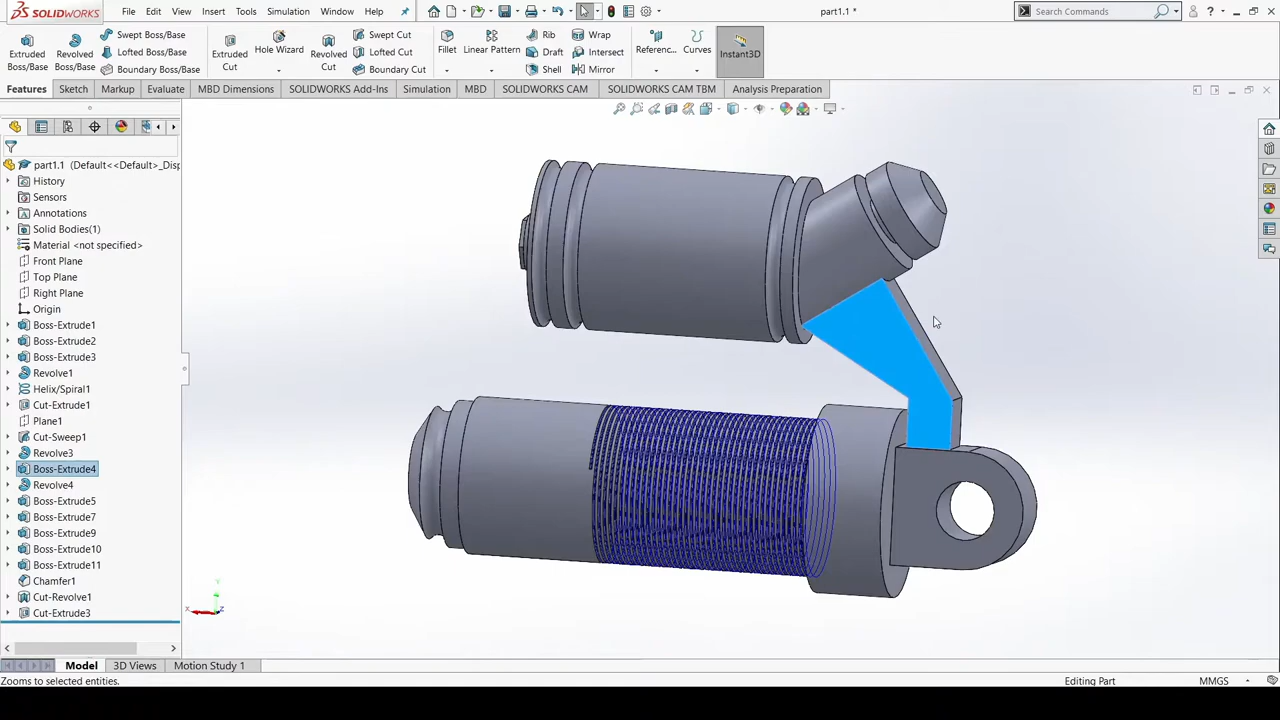 SOLIDWORKS File Edit View Insert Tools Simulation Window Help part1.1 * Search Commands
Extruded Boss/Base
Revolved Boss/Base
Swept Boss/Base
Lofted Boss/Base
Boundary Boss/Base
Extruded Cut
Hole Wizard
Revolved Cut
Swept Cut
Lofted Cut
Boundary Cut
Fillet
Linear Pattern
Rib
Draft
Shell
Wrap
Intersect
Mirror
Referenc...
Curves
Instant3D
Features Sketch Markup Evaluate MBD Dimensions SOLIDWORKS Add-Ins Simulation MBD SOLIDWORKS CAM SOLIDWORKS CAM TBM Analysis Preparation
part1.1 (Default<<Default>_Disp
History
Sensors
Annotations
Solid Bodies(1)
Material <not specified>
Front Plane
Top Plane
Right Plane
Origin
Boss-Extrude1
Boss-Extrude2
Boss-Extrude3
Revolve1
Helix/Spiral1
Cut-Extrude1
Plane1
Cut-Sweep1
Revolve3
Boss-Extrude4
Revolve4
Boss-Extrude5
Boss-Extrude7
Boss-Extrude9
Boss-Extrude10
Boss-Extrude11
Chamfer1
Cut-Revolve1
Cut-Extrude3
Model 3D Views Motion Study 1
Zooms to selected entities. Editing Part MMGS